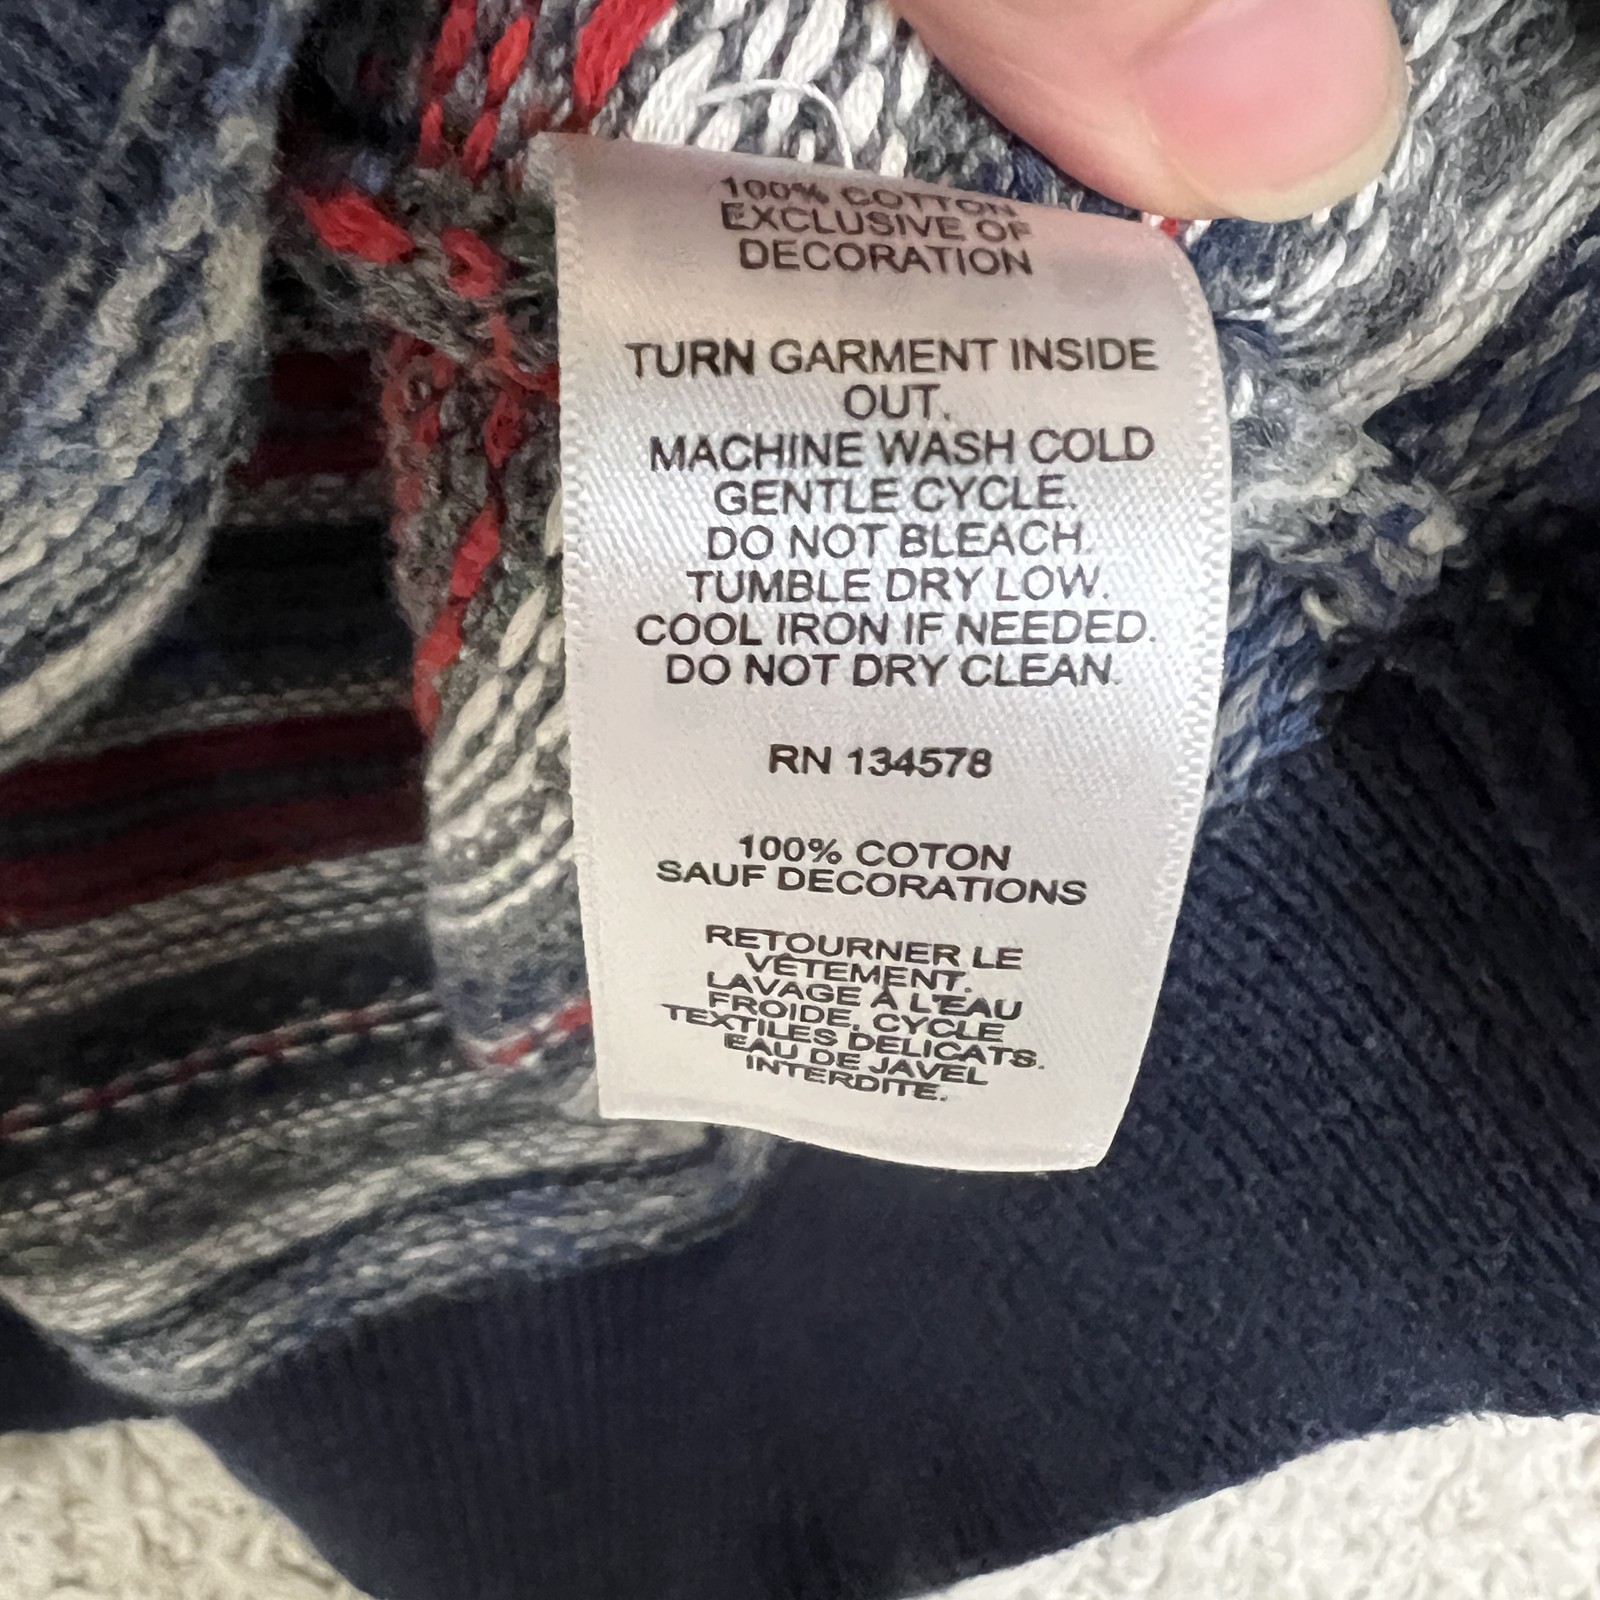 100% COTTON
EXCLUSIVE OF
DECORATION
TURN GARMENT INSIDE
OUT.
MACHINE WASH COLD
GENTLE CYCLE.
DO NOT BLEACH.
TUMBLE DRY LOW.
COOL IRON IF NEEDED.
DO NOT DRY CLEAN.
RN 134578
100% COTON
SAUF DECORATIONS
RETOURNER LE
VÊTEMENT.
LAVAGE À L'EAU
FROIDE, CYCLE
TEXTILES DELICATS.
EAU DE JAVEL
INTERDITE.